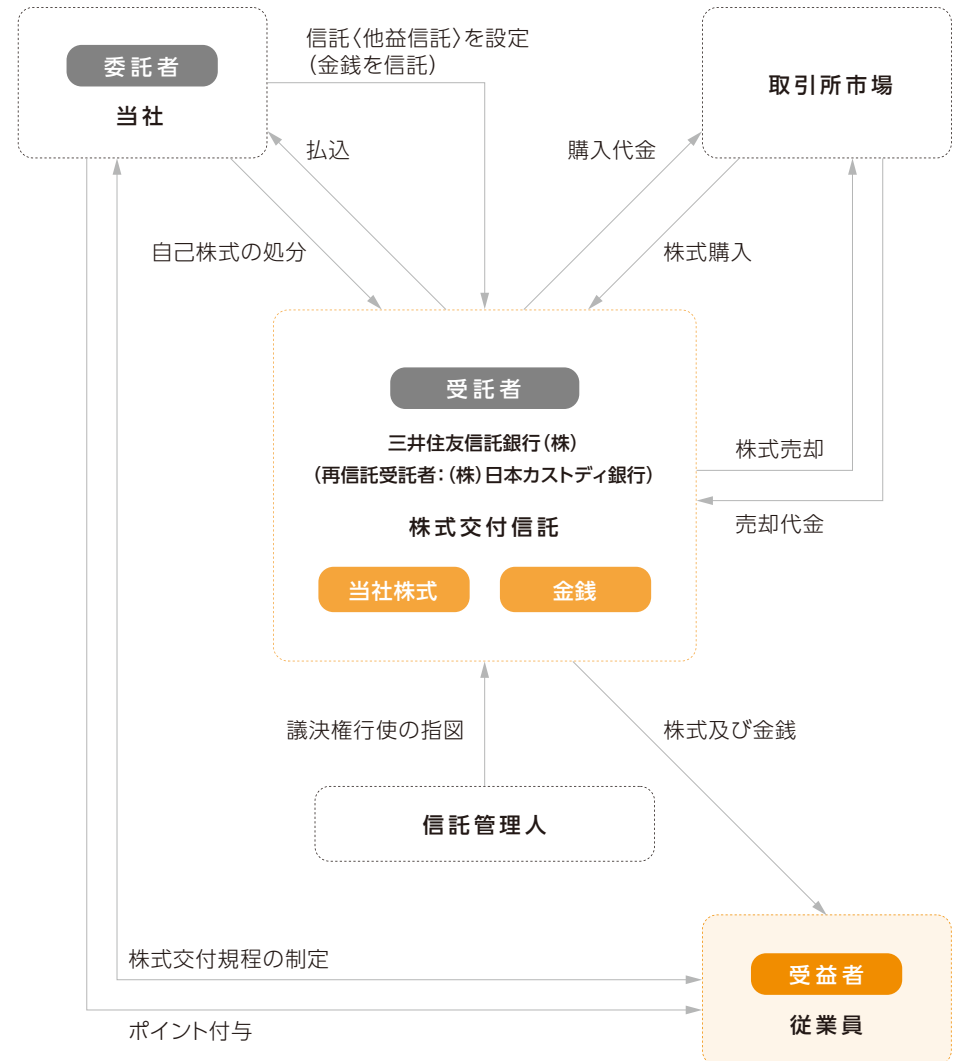 信託〈他益信託〉を設定
(金銭を信託)
委託者
当社
取引所市場
払込
購入代金
自己株式の処分
株式購入
受託者
三井住友信託銀行(株)
(再信託受託者:(株)日本カストディ銀行)
株式売却
株式交付信託
売却代金
当社株式
金銭
議決権行使の指図
株式及び金銭
信託管理人
株式交付規程の制定
受益者
従業員
ポイント付与